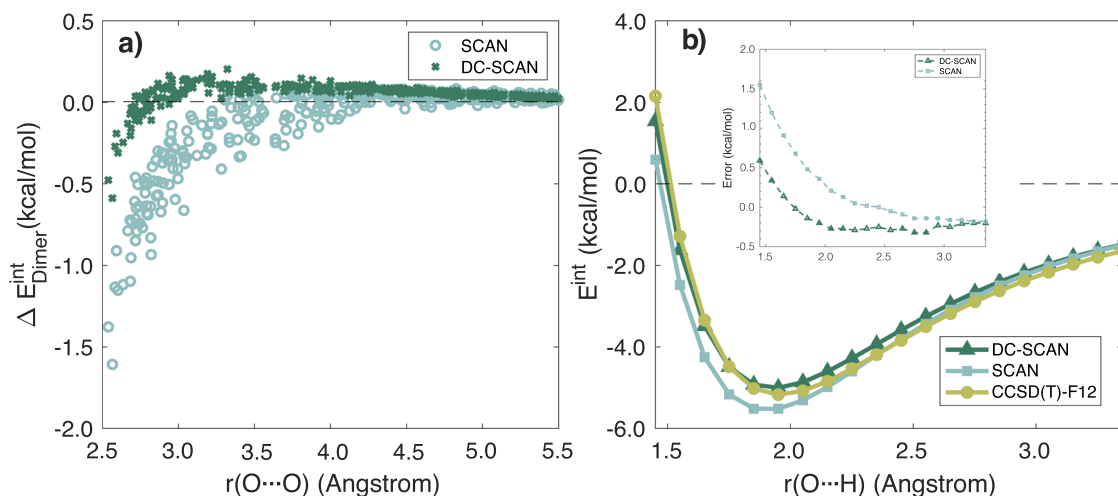 a)
SCAN
DC-SCAN
0.5
0.0
-0.5
-1.0
-1.5
-2.0
Δ E^int_Dimer (kcal/mol)
2.5 3.0 3.5 4.0 4.5 5.0 5.5
r(O···O) (Angstrom)
b)
4.0
2.0
0.0
-2.0
-4.0
-6.0
E^int (kcal/mol)
1.5 2.0 2.5 3.0
r(O···H) (Angstrom)
DC-SCAN
SCAN
2.0
1.5
1.0
0.5
0.0
-0.5
Error (kcal/mol)
1.5 2.0 2.5 3.0
DC-SCAN
SCAN
CCSD(T)-F12